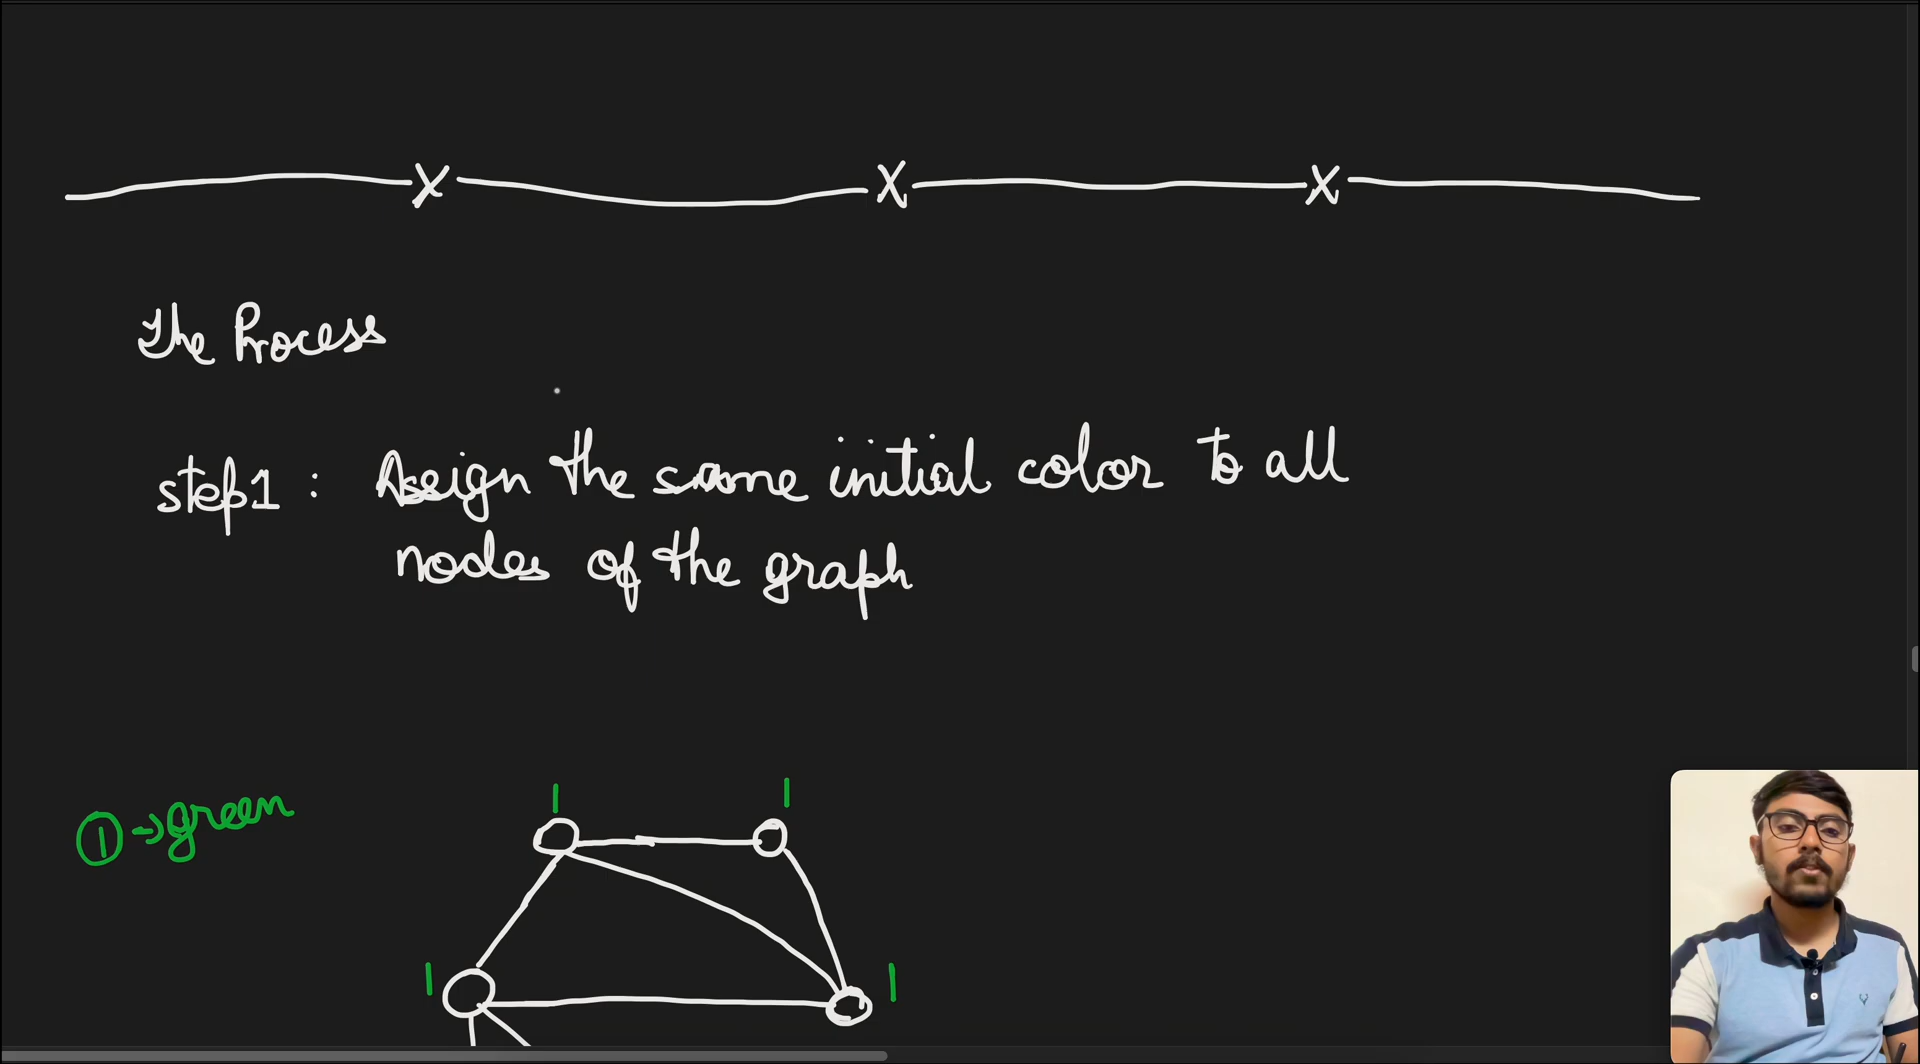 X X X
The Process
step1 : Assign the same initial color to all
nodes of the graph
1 → green
1 1
1 1